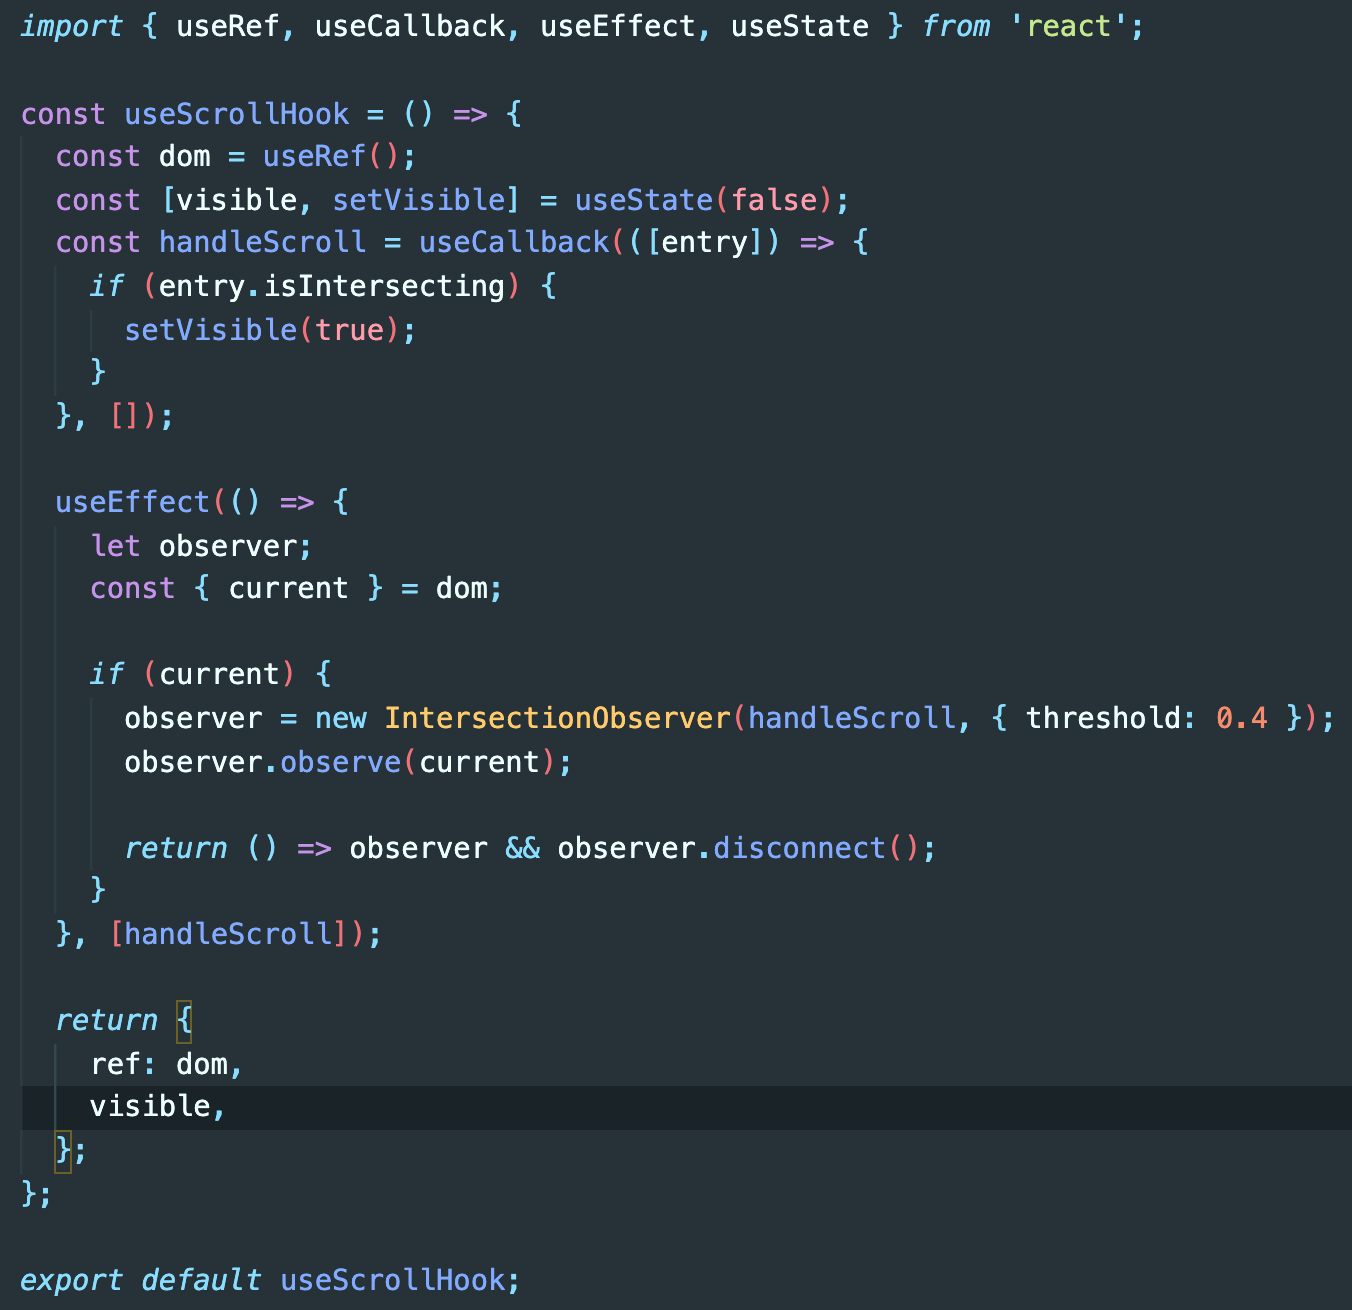 import { useRef, useCallback, useEffect, useState } from 'react';

const useScrollHook = () => {
  const dom = useRef();
  const [visible, setVisible] = useState(false);
  const handleScroll = useCallback(([entry]) => {
    if (entry.isIntersecting) {
      setVisible(true);
    }
  }, []);

  useEffect(() => {
    let observer;
    const { current } = dom;

    if (current) {
      observer = new IntersectionObserver(handleScroll, { threshold: 0.4 });
      observer.observe(current);

      return () => observer && observer.disconnect();
    }
  }, [handleScroll]);

  return {
    ref: dom,
    visible,
  };
};

export default useScrollHook;